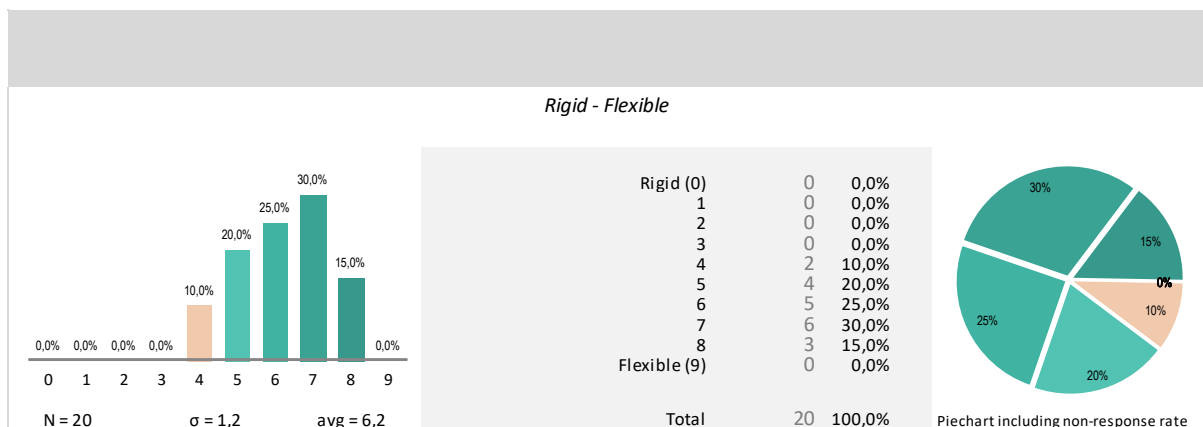 Rigid - Flexible
30,0%
25,0%
20,0%
15,0%
10,0%
0,0% 0,0% 0,0% 0,0% 0,0%
0 1 2 3 4 5 6 7 8 9
N = 20 σ = 1,2 avg = 6,2
Rigid (0) 0 0,0%
1 0 0,0%
2 0 0,0%
3 0 0,0%
4 2 10,0%
5 4 20,0%
6 5 25,0%
7 6 30,0%
8 3 15,0%
Flexible (9) 0 0,0%
Total 20 100,0%
30%
15%
0%
10%
25%
20%
Piechart including non-response rate